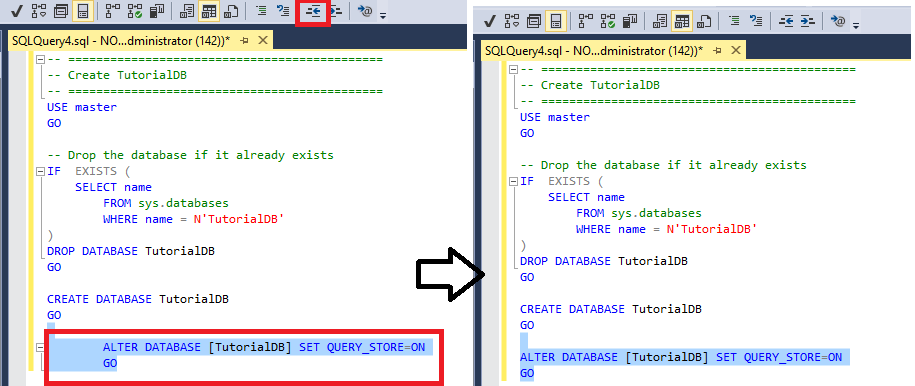 SQLQuery4.sql - NO...dministrator (142))*
-- =============================================
-- Create TutorialDB
-- =============================================
USE master
GO
-- Drop the database if it already exists
IF  EXISTS (
    SELECT name
        FROM sys.databases
        WHERE name = N'TutorialDB'
)
DROP DATABASE TutorialDB
GO
CREATE DATABASE TutorialDB
GO
        ALTER DATABASE [TutorialDB] SET QUERY_STORE=ON
        GO
SQLQuery4.sql - NO...dministrator (142))*
-- =============================================
-- Create TutorialDB
-- =============================================
USE master
GO
-- Drop the database if it already exists
IF  EXISTS (
    SELECT name
        FROM sys.databases
        WHERE name = N'TutorialDB'
)
DROP DATABASE TutorialDB
GO
CREATE DATABASE TutorialDB
GO
ALTER DATABASE [TutorialDB] SET QUERY_STORE=ON
GO